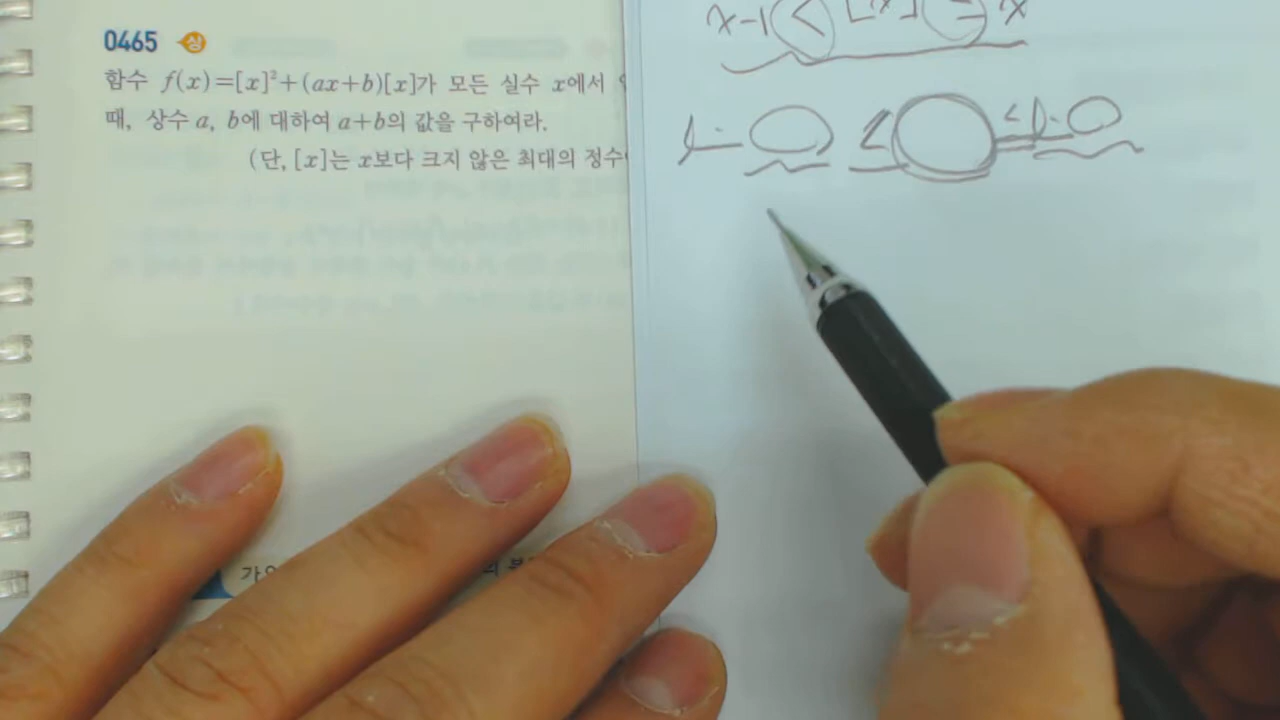 0465 상
함수 f(x)=[x]²+(ax+b)[x]가 모든 실수 x에서
때, 상수 a, b에 대하여 a+b의 값을 구하여라.
(단, [x]는 x보다 크지 않은 최대의 정수
x-1 < [x] ≤ x